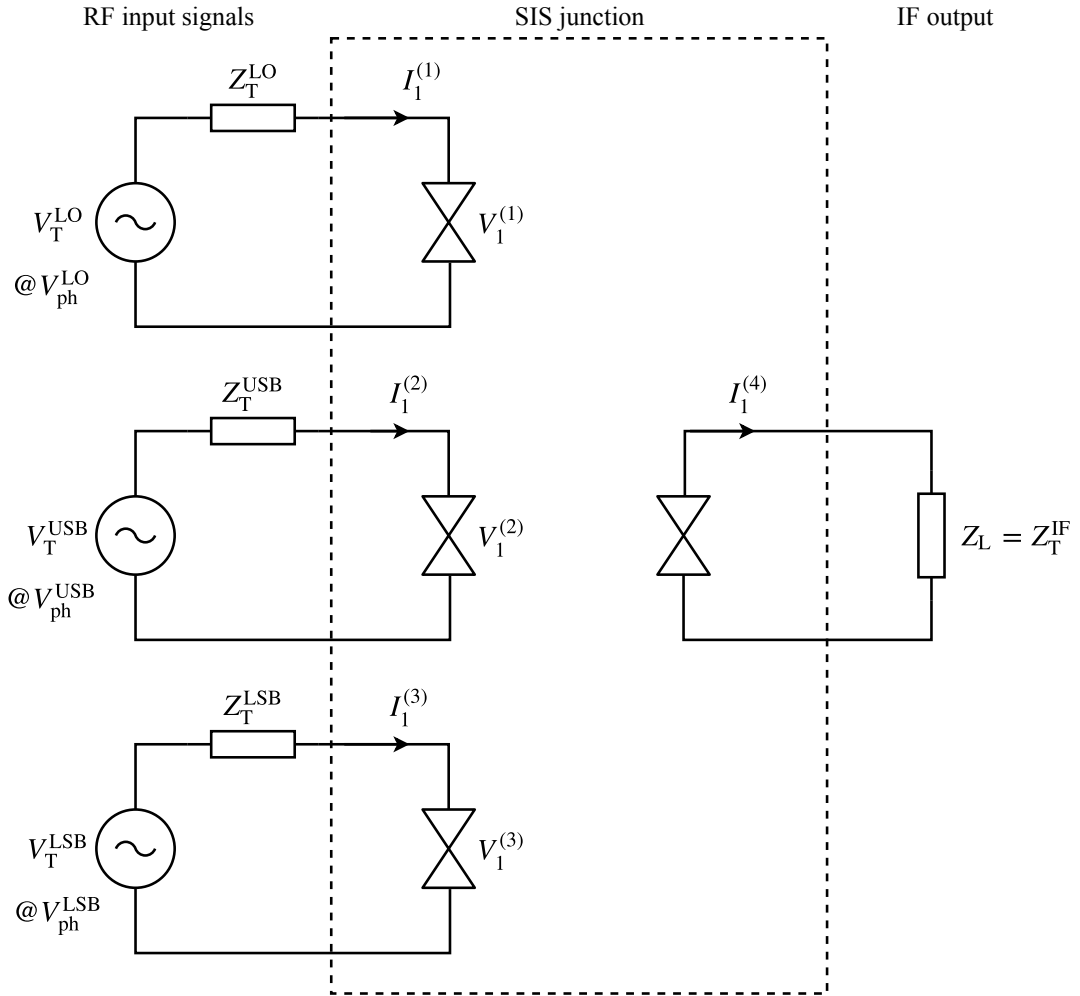 RF input signals
SIS junction
IF output
Z_T^LO
I_1^(1)
V_T^LO
@V_ph^LO
V_1^(1)
Z_T^USB
I_1^(2)
V_T^USB
@V_ph^USB
V_1^(2)
I_1^(4)
Z_L = Z_T^IF
Z_T^LSB
I_1^(3)
V_T^LSB
@V_ph^LSB
V_1^(3)